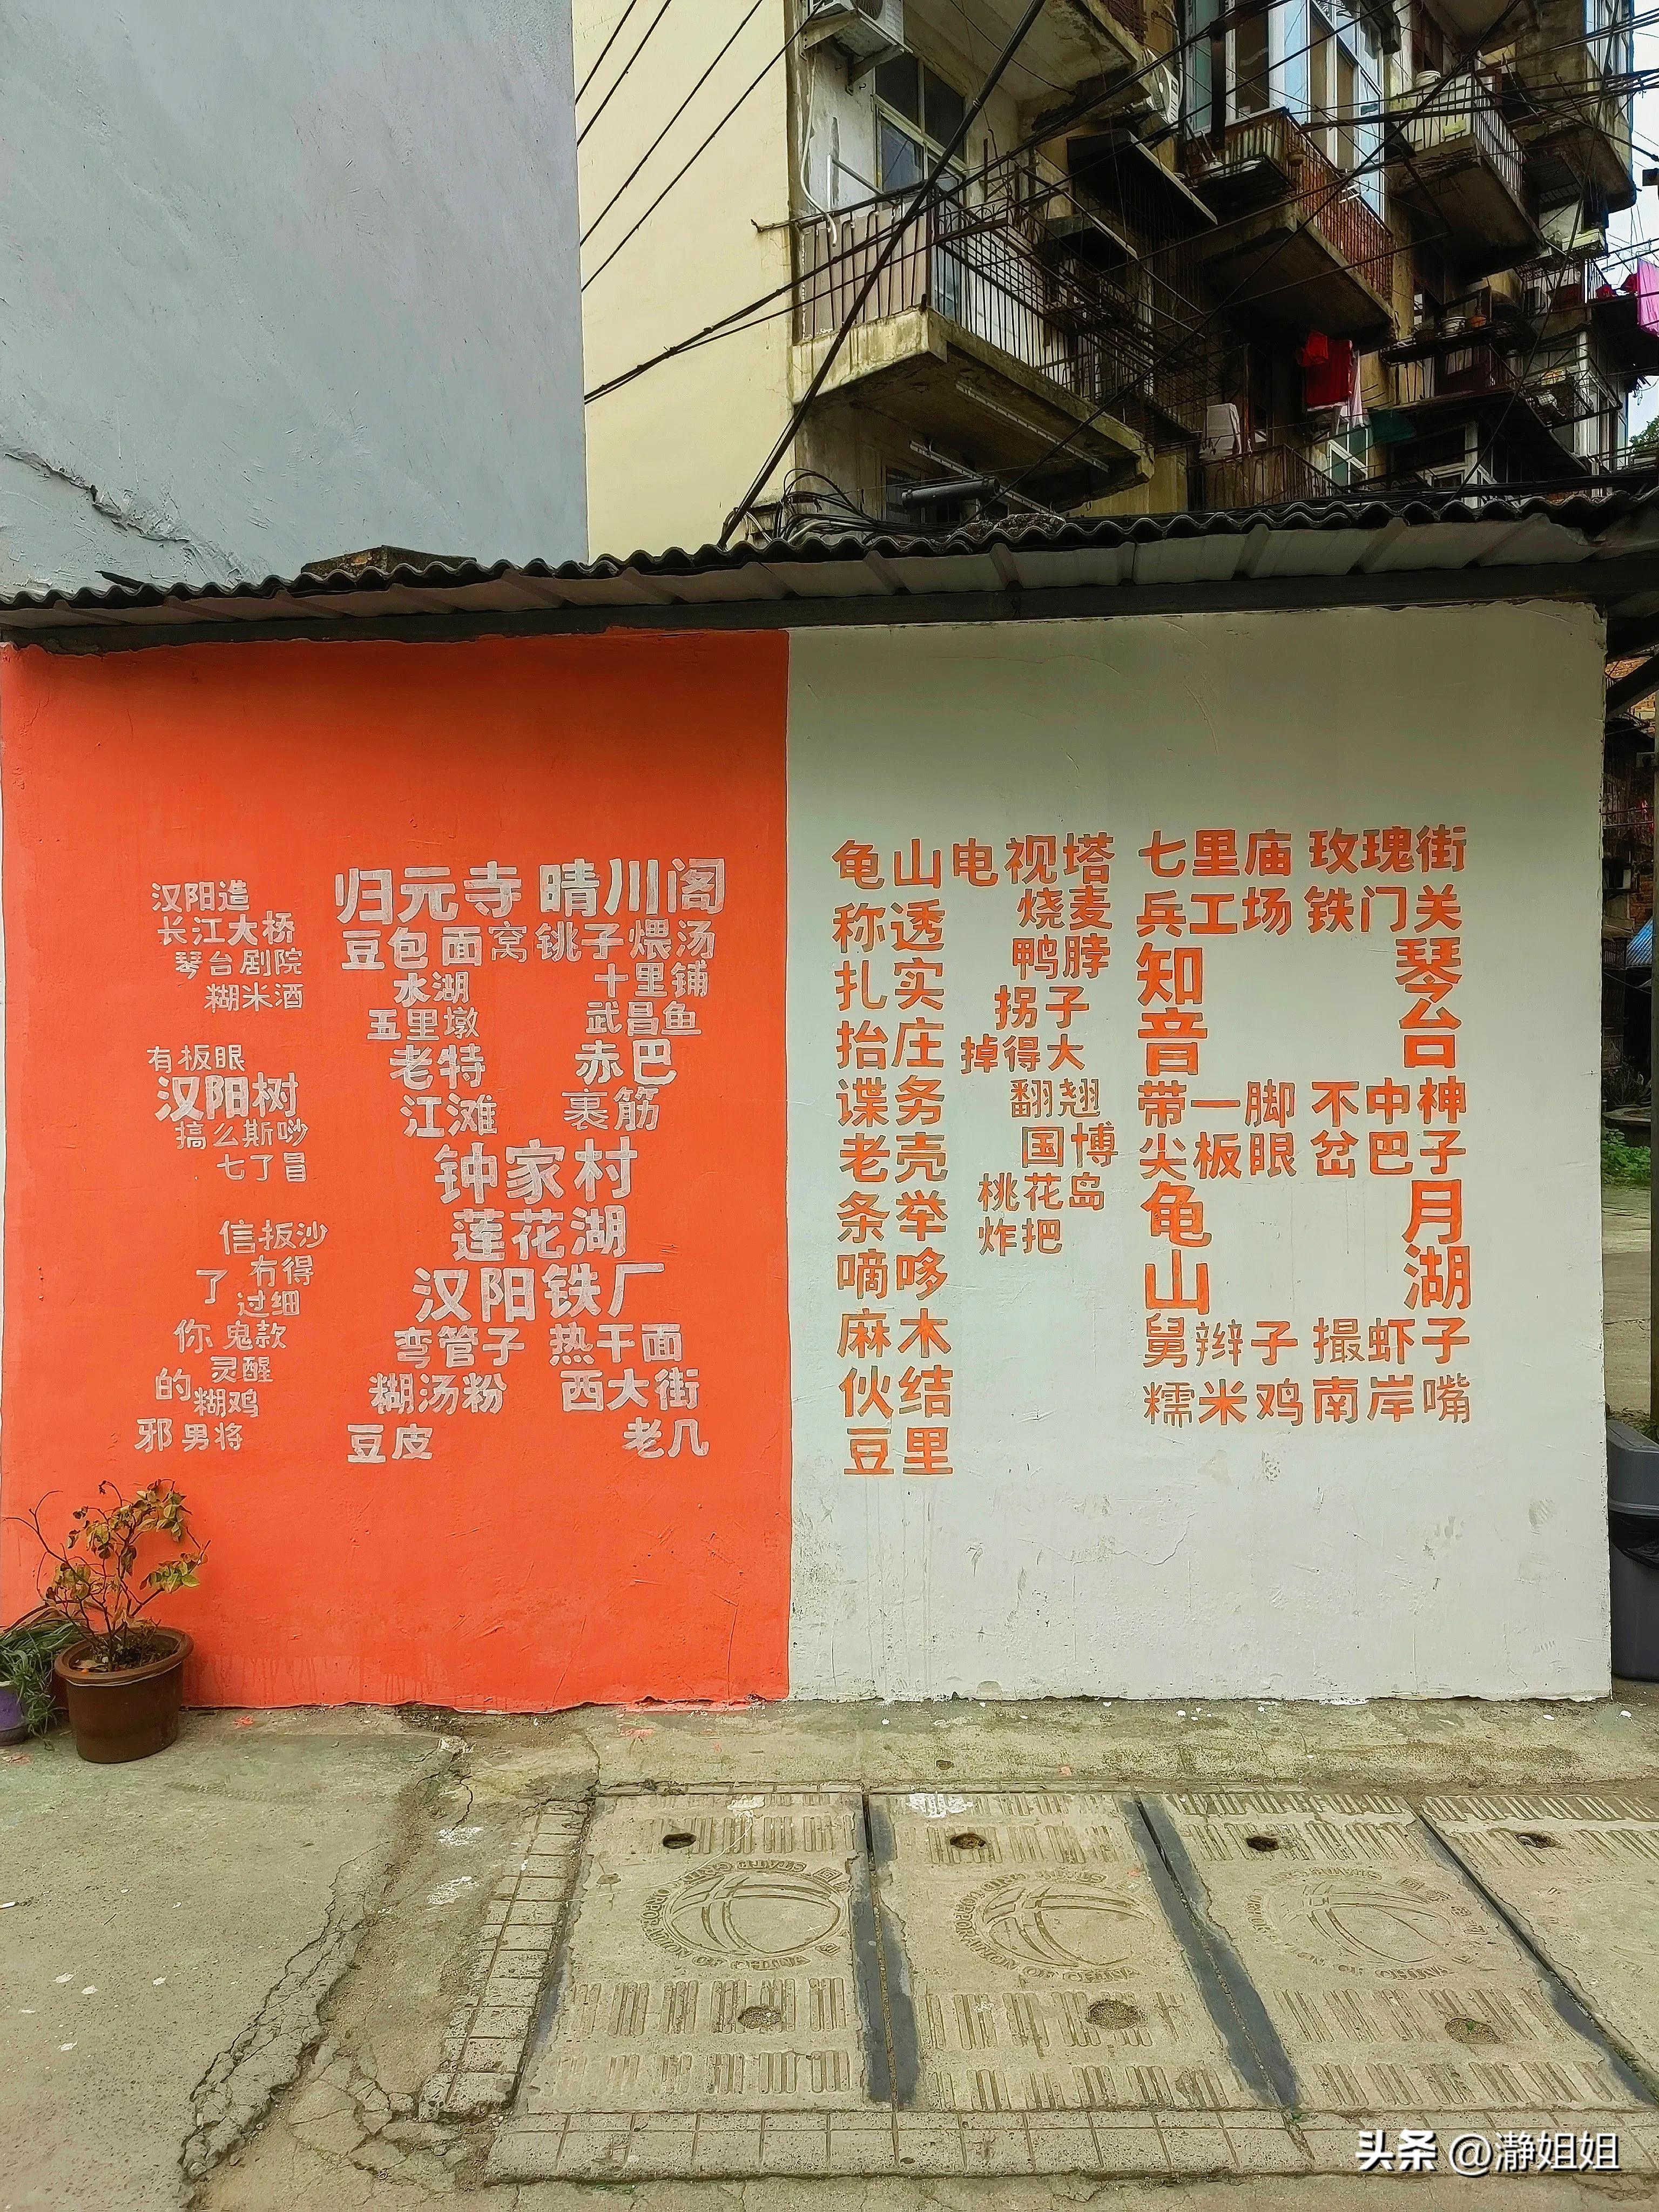 汉阳造
长江大桥
琴台剧院
糊米酒
有板眼
汉阳树
搞么斯唦
七了冒
信扳沙
了冇得
过细
你鬼款
灵醒
的糊鸡
邪男将
归元寺 晴川阁
豆包面窝铫子煨汤
水湖 十里铺
五里墩 武昌鱼
老特 赤巴
江滩 裹筋
钟家村
莲花湖
汉阳铁厂
弯管子 热干面
糊汤粉 西大街
豆皮 老几
龟山电视塔
称透 烧麦
扎实 鸭脖
抬庄 拐子
谍务 掉得大
老壳 翻翘
条举 国博
嘀哆 桃花岛
麻木 炸把
伙结
豆里
七里庙 玫瑰街
兵工场 铁门关
知音 琴台
带一脚 不中神
尖板眼 岔巴子
龟山 月湖
舅辫子 撮虾子
糯米鸡 南岸嘴
头条 @瀞姐姐